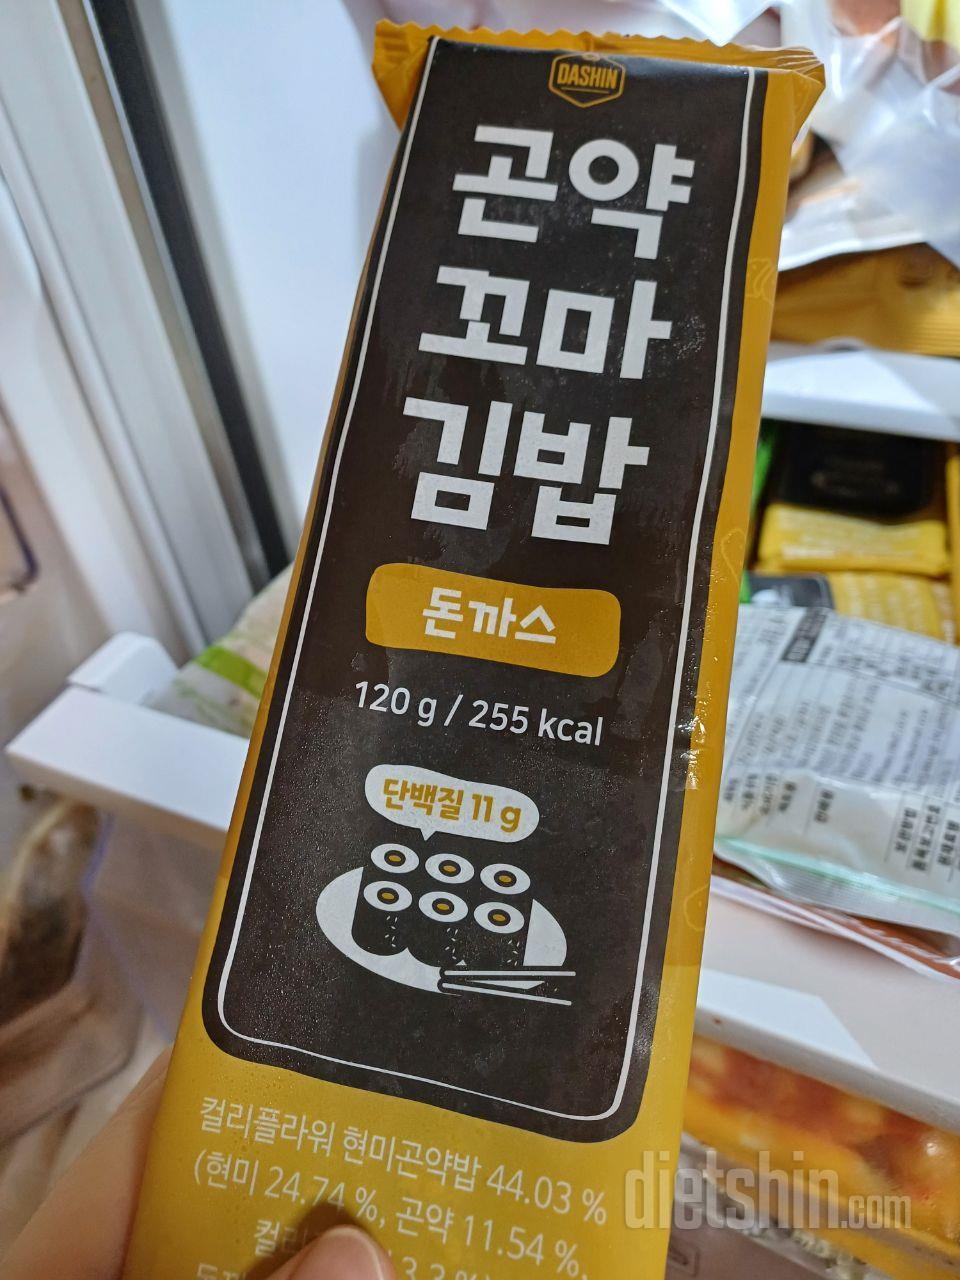 DASHIN
곤약
꼬마
김밥
돈까스
120 g / 255 kcal
단백질 11 g
컬리플라워 현미곤약밥 44.03 %
(현미 24.74 %, 곤약 11.54 %,
3.3 %)
dietshin.com